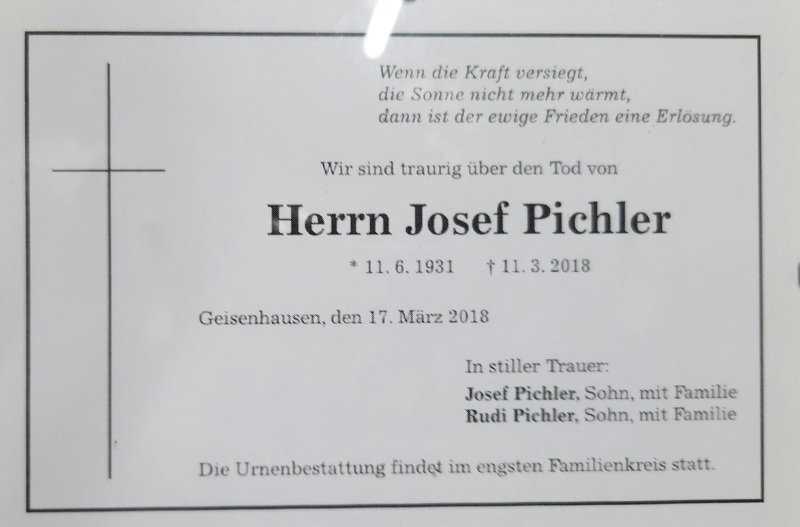 Wenn die Kraft versiegt,
die Sonne nicht mehr wärmt,
dann ist der ewige Frieden eine Erlösung.
Wir sind traurig über den Tod von
Herrn Josef Pichler
* 11. 6. 1931 † 11. 3. 2018
Geisenhausen, den 17. März 2018
In stiller Trauer:
Josef Pichler, Sohn, mit Familie
Rudi Pichler, Sohn, mit Familie
Die Urnenbestattung findet im engsten Familienkreis statt.